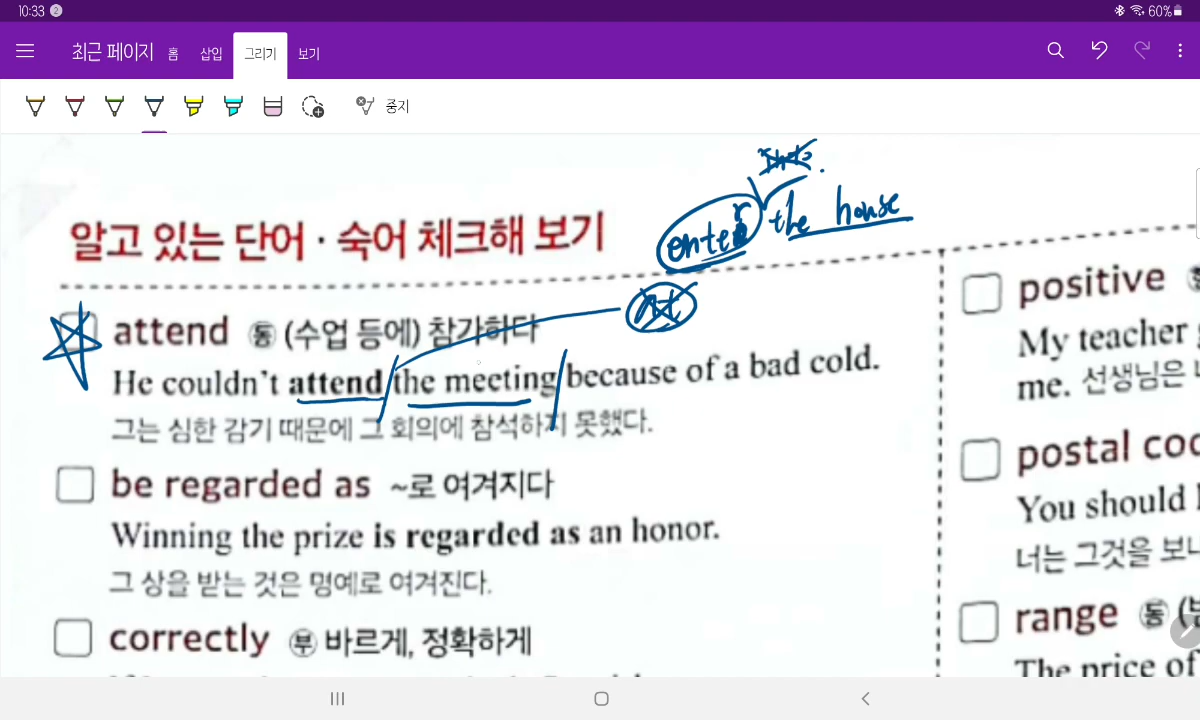 10:33 2 60%
최근 페이지 홈 삽입 그리기 보기
중지
알고 있는 단어 · 숙어 체크해 보기
enter the house
attend 동 (수업 등에) 참가하다
He couldn't attend the meeting because of a bad cold.
그는 심한 감기 때문에 그 회의에 참석하지 못했다.
be regarded as ~로 여겨지다
Winning the prize is regarded as an honor.
그 상을 받는 것은 명예로 여겨진다.
correctly 부 바르게, 정확하게
positive
My teacher
me. 선생님은
postal
You should
너는 그것을
range 동
The price of